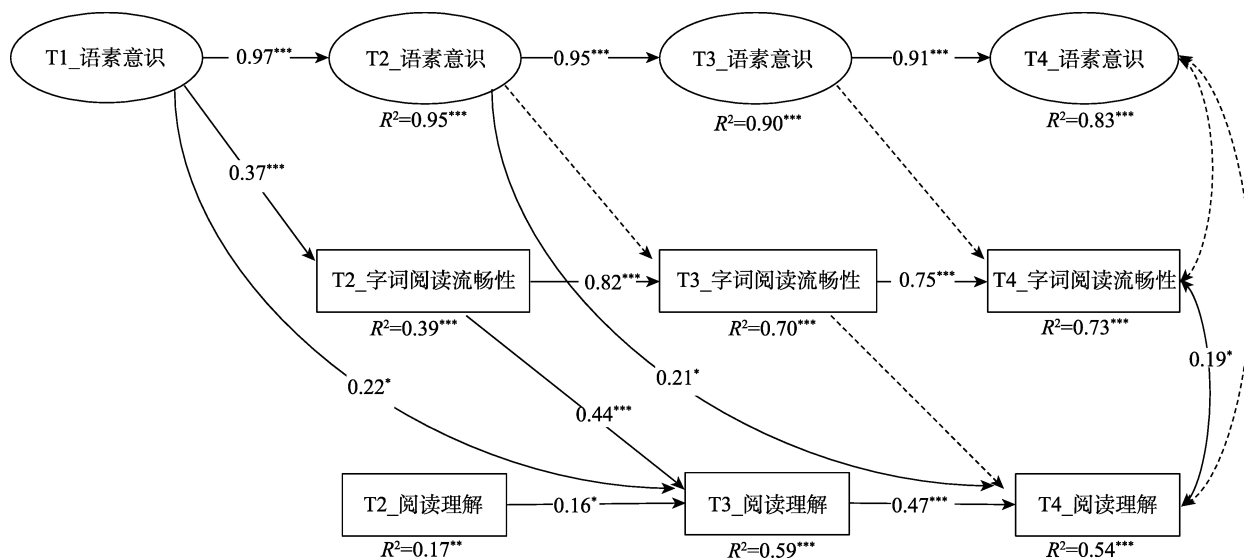 T1_语素意识
0.97***
T2_语素意识
0.95***
T3_语素意识
0.91***
T4_语素意识
R²=0.95***
R²=0.90***
R²=0.83***
0.37***
T2_字词阅读流畅性
0.82***
T3_字词阅读流畅性
0.75***
T4_字词阅读流畅性
R²=0.39***
R²=0.70***
R²=0.73***
0.22*
0.21*
0.19*
0.44***
T2_阅读理解
0.16*
T3_阅读理解
0.47***
T4_阅读理解
R²=0.17**
R²=0.59***
R²=0.54***